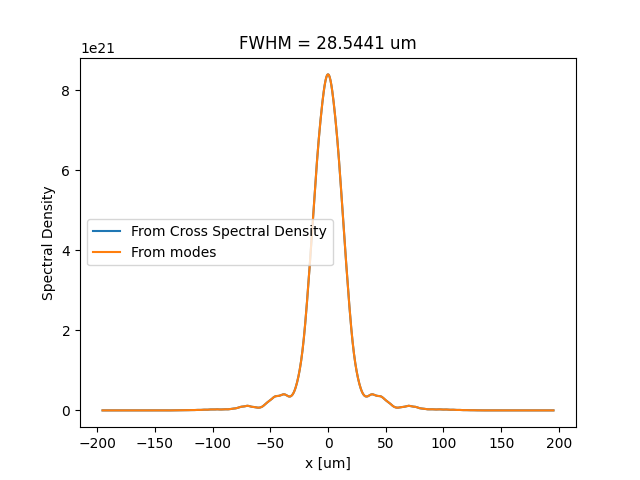 FWHM = 28.5441 um
1e21
8
6
4
2
0
Spectral Density
From Cross Spectral Density
From modes
−200
−150
−100
−50
0
50
100
150
200
x [um]